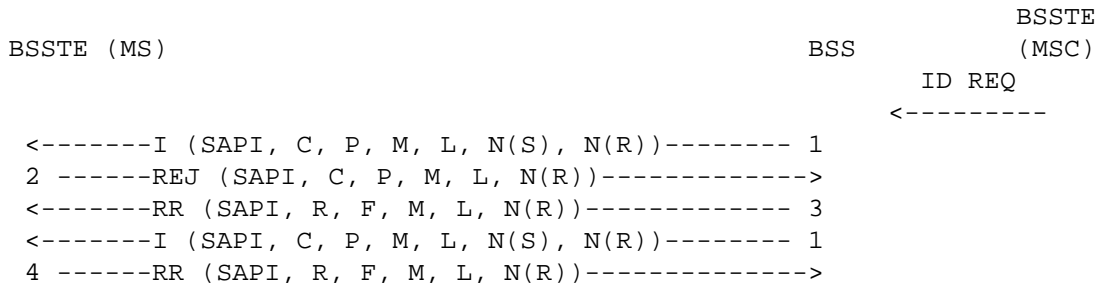 BSSTE
BSSTE (MS) BSS (MSC)
ID REQ
<---------
<-------I (SAPI, C, P, M, L, N(S), N(R))-------- 1
2 ------REJ (SAPI, C, P, M, L, N(R))------------->
<-------RR (SAPI, R, F, M, L, N(R))------------- 3
<-------I (SAPI, C, P, M, L, N(S), N(R))-------- 1
4 ------RR (SAPI, R, F, M, L, N(R))-------------->